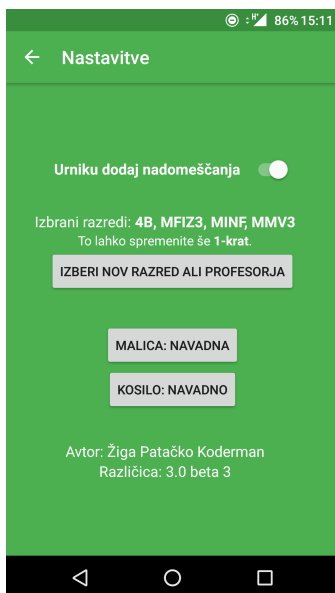 86% 15:11
Nastavitve
Urniku dodaj nadomeščanja
Izbrani razredi: 4B, MFIZ3, MINF, MMV3
To lahko spremenite še 1-krat.
IZBERI NOV RAZRED ALI PROFESORJA
MALICA: NAVADNA
KOSILO: NAVADNO
Avtor: Žiga Patačko Koderman
Različica: 3.0 beta 3